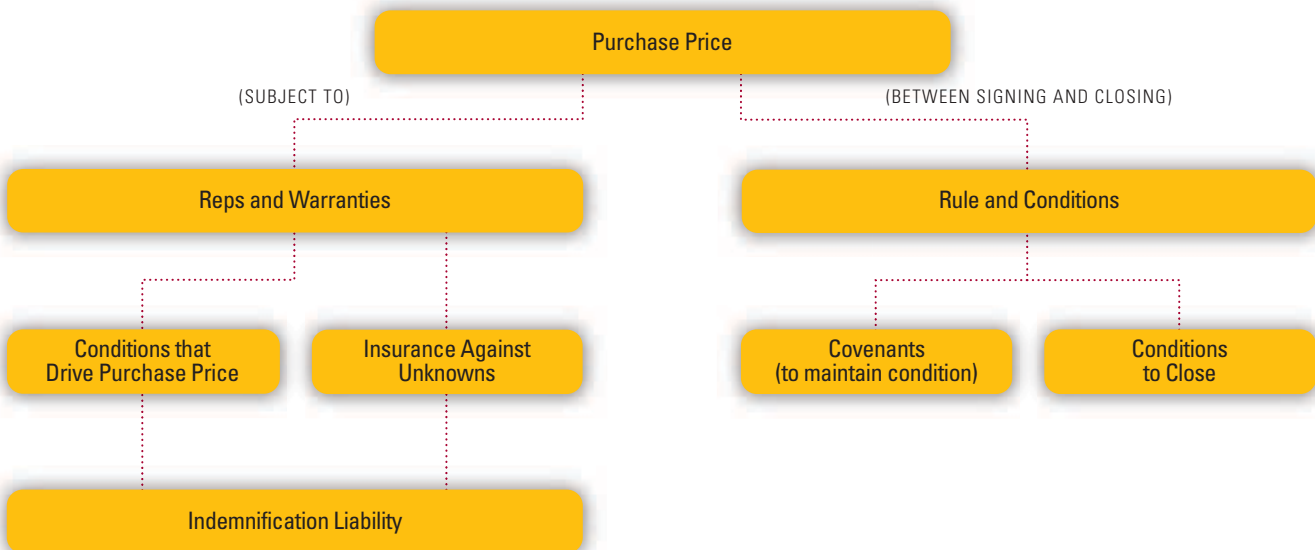 Purchase Price
(SUBJECT TO)
(BETWEEN SIGNING AND CLOSING)
Reps and Warranties
Rule and Conditions
Conditions that
Drive Purchase Price
Insurance Against
Unknowns
Covenants
(to maintain condition)
Conditions
to Close
Indemnification Liability